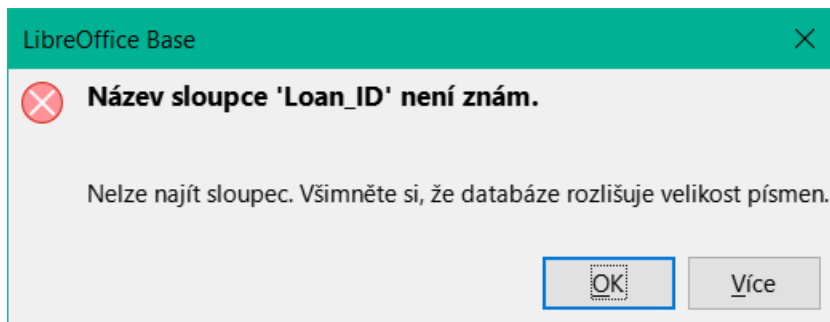 LibreOffice Base
Název sloupce 'Loan_ID' není znám.
Nelze najít sloupec. Všimněte si, že databáze rozlišuje velikost písmen.
OK
Více